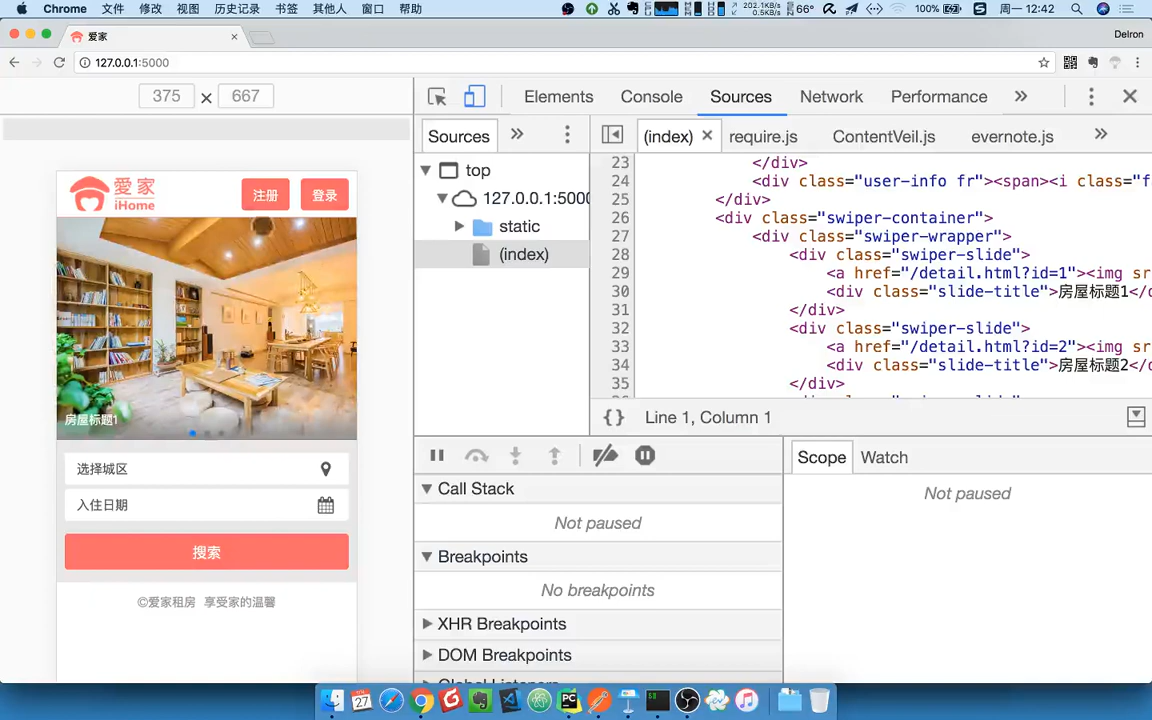 Chrome 文件 修改 视图 历史记录 书签 其他人 窗口 帮助 202.1KB/s 0.5KB/s 66° 100% 周一 12:42
爱家 Delron
127.0.0.1:5000
375 × 667 Elements Console Sources Network Performance
Sources (index) require.js ContentVeil.js evernote.js
top
127.0.0.1:5000
static
(index)
23 </div>
24 <div class="user-info fr"><span><i class="f
25 </div>
26 <div class="swiper-container">
27 <div class="swiper-wrapper">
28 <div class="swiper-slide">
29 <a href="/detail.html?id=1"><img sr
30 <div class="slide-title">房屋标题1</
31 </div>
32 <div class="swiper-slide">
33 <a href="/detail.html?id=2"><img sr
34 <div class="slide-title">房屋标题2</
35 </div>
{} Line 1, Column 1
愛家
iHome
注册 登录
房屋标题1
选择城区
入住日期
搜索
©爱家租房 享受家的温馨
Scope Watch
Call Stack
Not paused
Not paused
Breakpoints
No breakpoints
XHR Breakpoints
DOM Breakpoints
27
PC